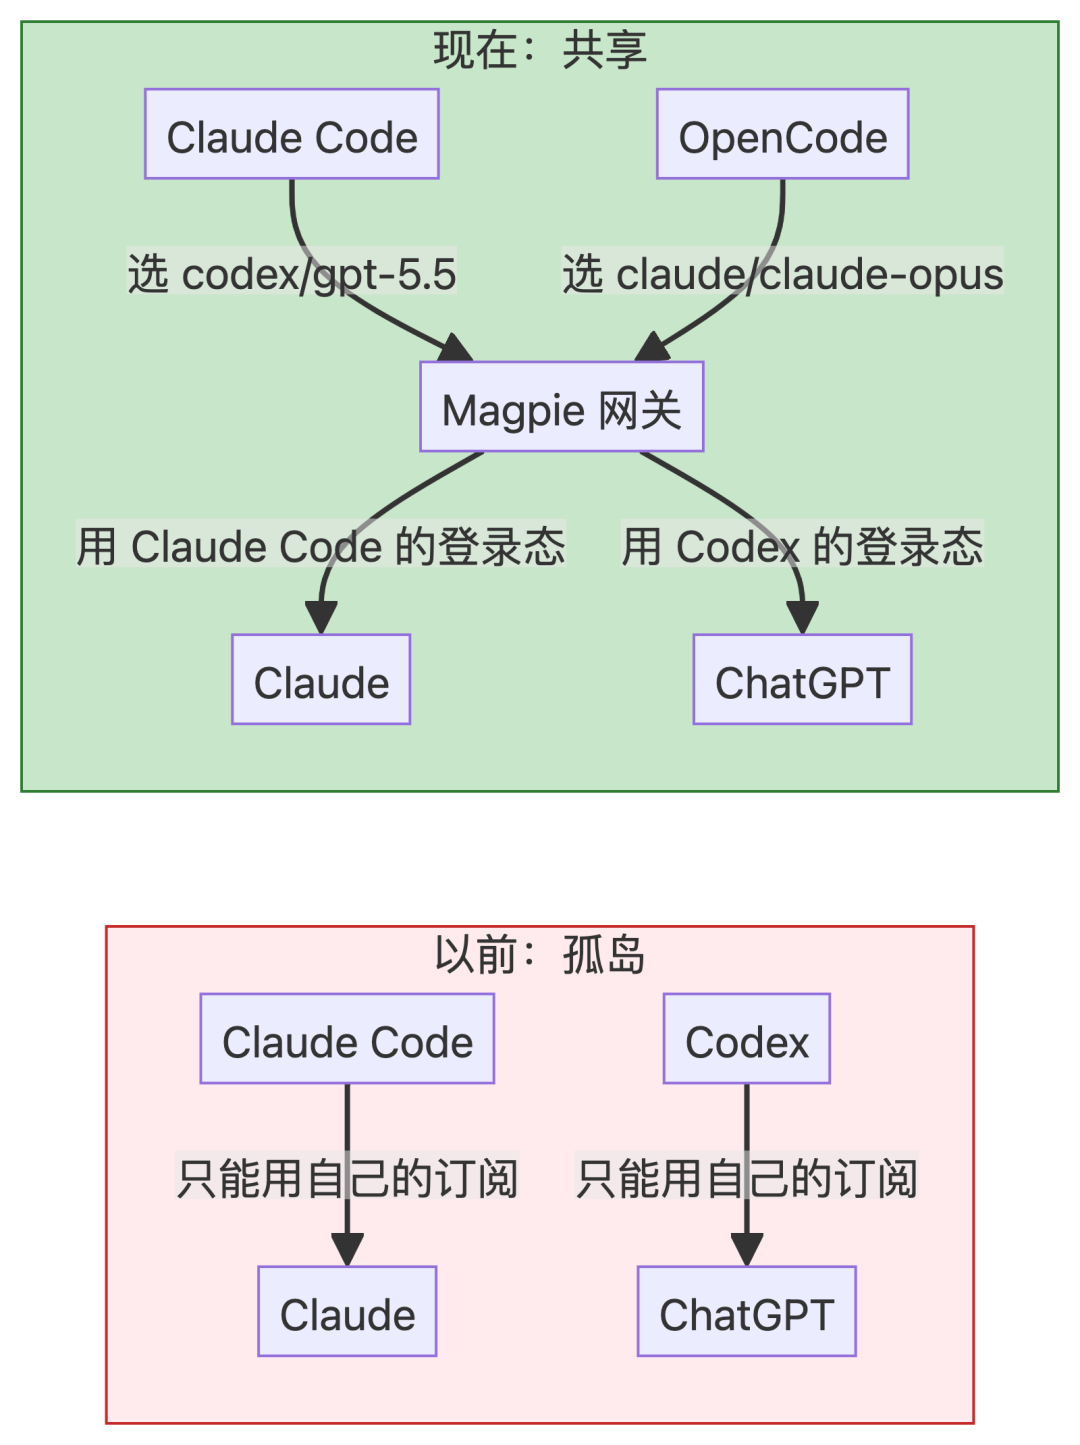 现在：共享
Claude Code
OpenCode
选 codex/gpt-5.5
选 claude/claude-opus
Magpie 网关
用 Claude Code 的登录态
用 Codex 的登录态
Claude
ChatGPT
以前：孤岛
Claude Code
Codex
只能用自己的订阅
只能用自己的订阅
Claude
ChatGPT